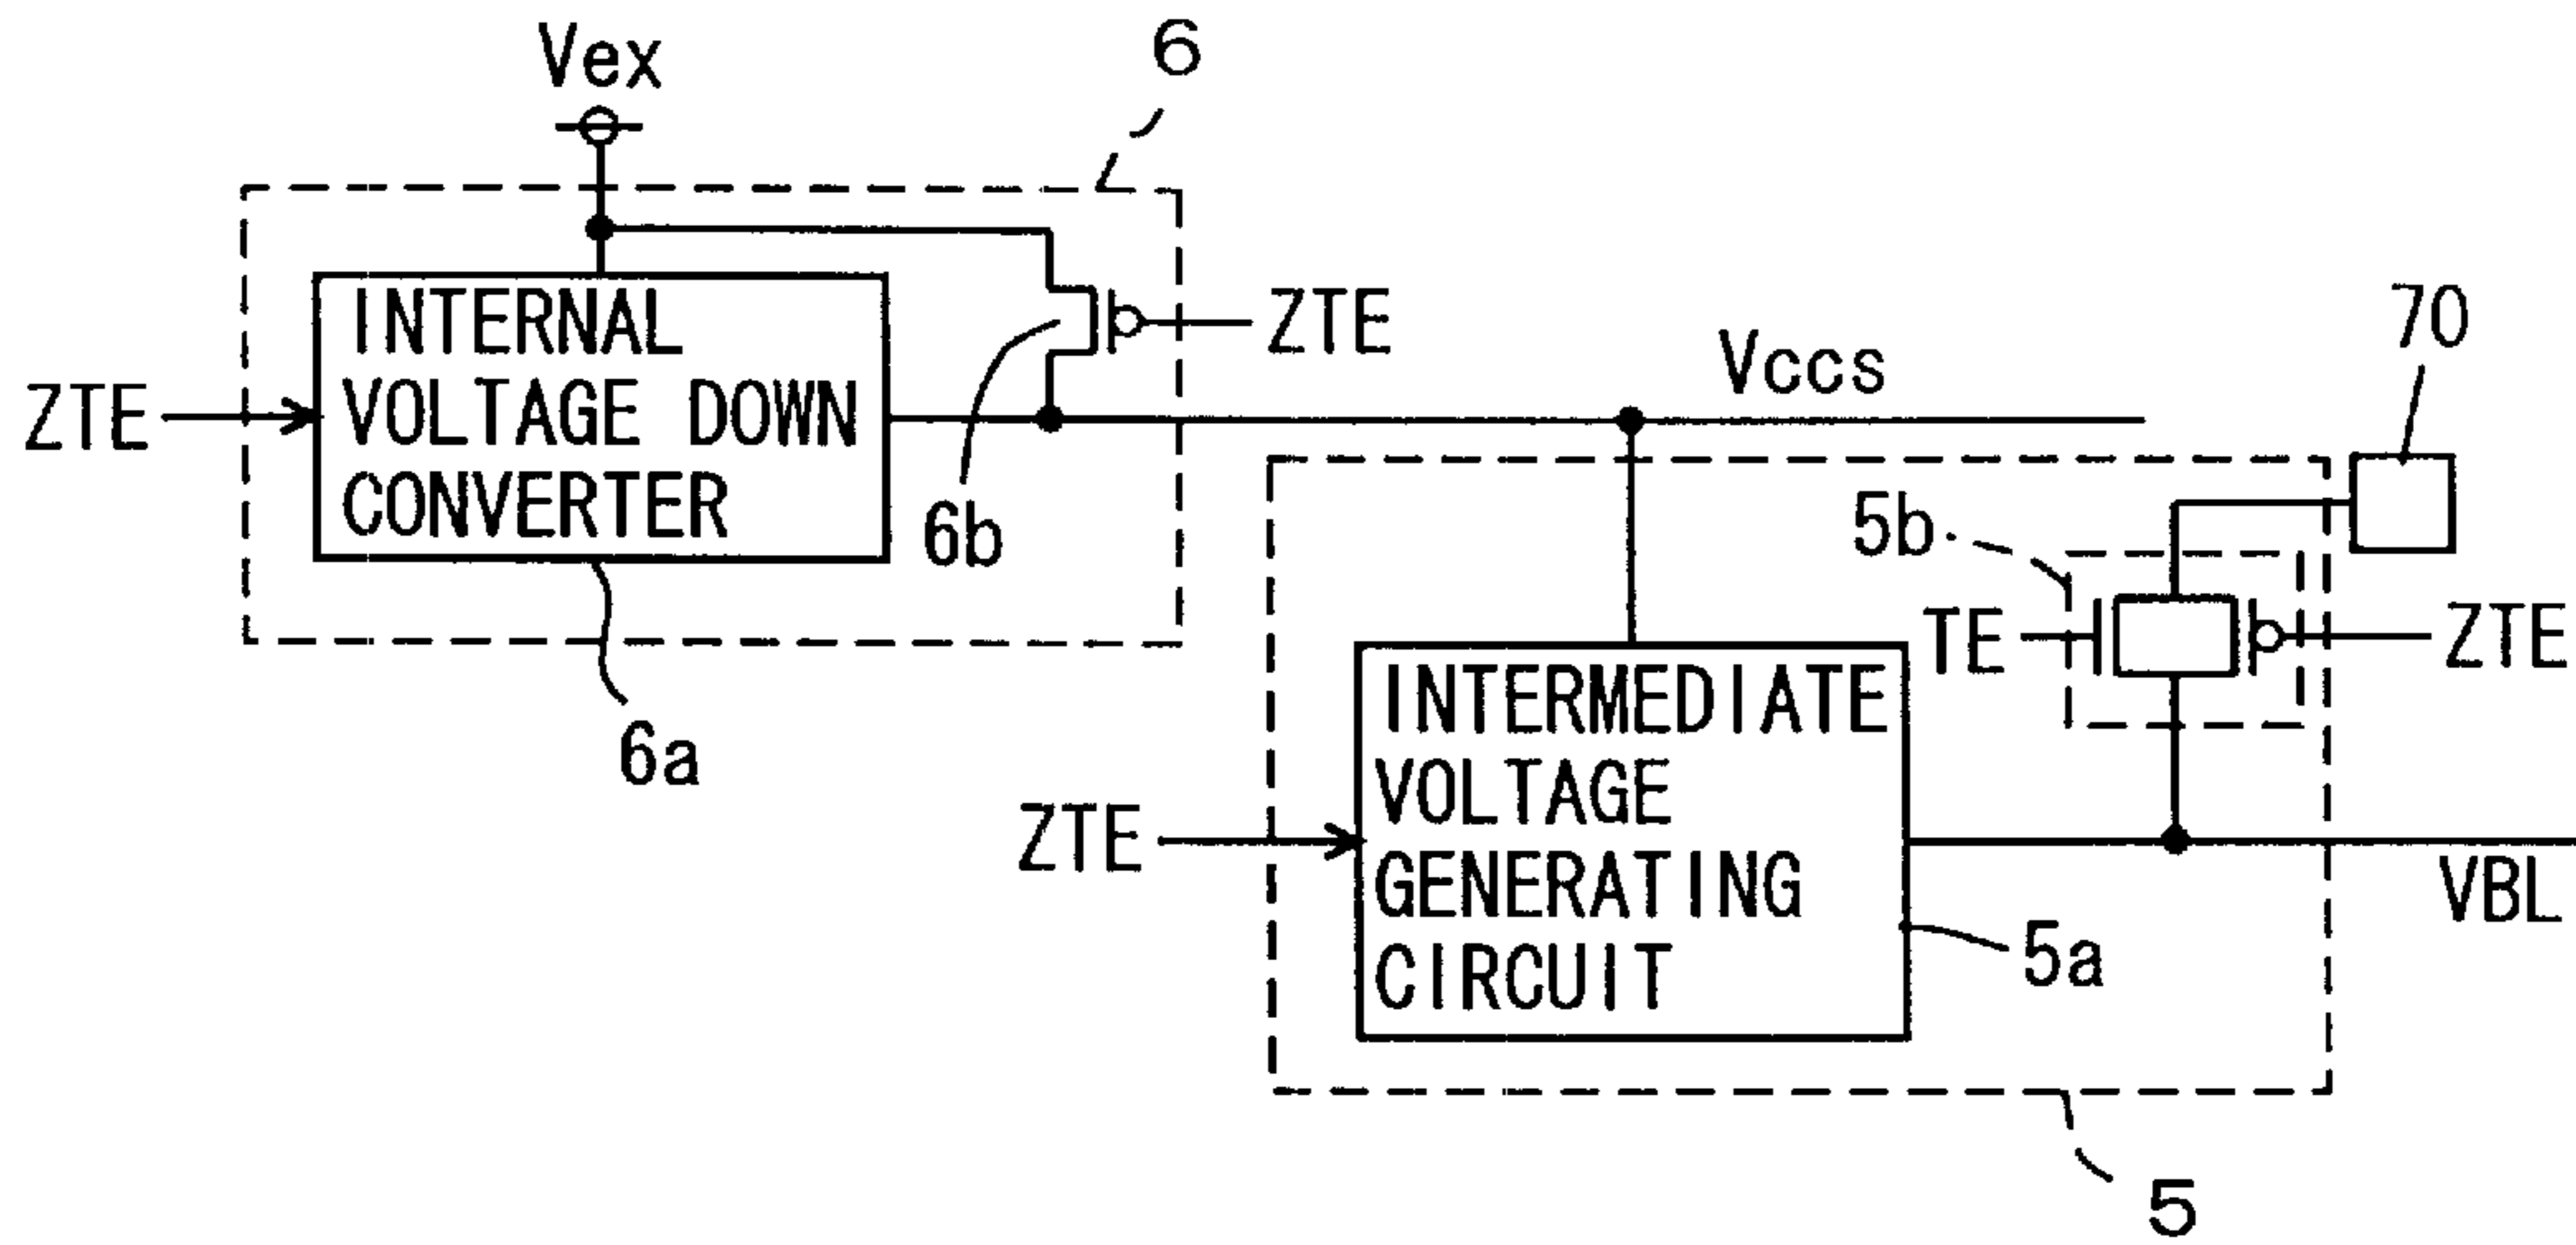 Vex
6
INTERNAL
VOLTAGE DOWN
CONVERTER
ZTE
ZTE
6b
6a
Vccs
70
5b
TE
ZTE
INTERMEDIATE
VOLTAGE
GENERATING
CIRCUIT
ZTE
5a
VBL
5